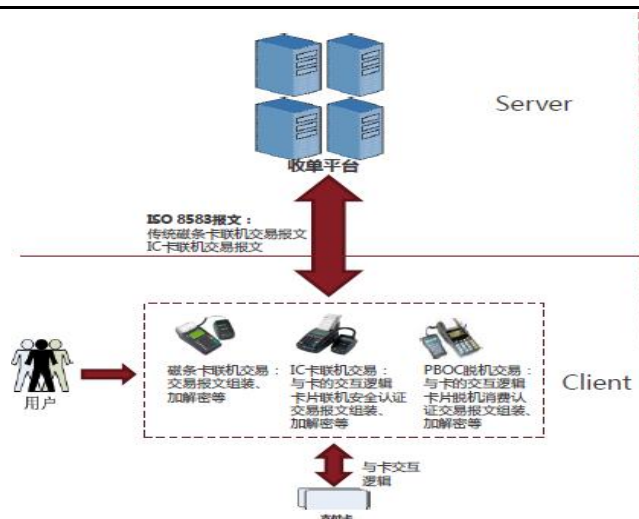 Server
收单平台
ISO 8583报文：
传统磁条卡联机交易报文
IC卡联机交易报文
磁条卡联机交易：
交易报文组装、
加解密等
IC卡联机交易：
与卡的交互逻辑
卡片联机安全认证
交易报文组装、
加解密等
PBOC脱机交易：
与卡的交互逻辑
卡片脱机消费认
证交易报文组装、
加解密等
Client
用户
与卡交互
逻辑